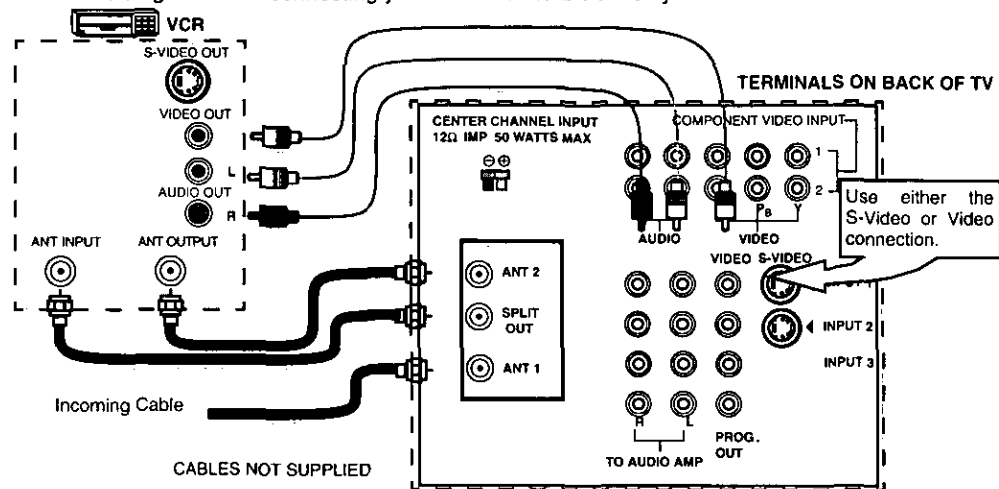 VCR
S-VIDEO OUT
VIDEO OUT
L
AUDIO OUT
R
ANT INPUT
ANT OUTPUT
Incoming Cable
CABLES NOT SUPPLIED
TERMINALS ON BACK OF TV
CENTER CHANNEL INPUT
12Ω IMP 50 WATTS MAX
COMPONENT VIDEO INPUT
1
2
PB
Y
AUDIO
VIDEO
Use either the
S-Video or Video
connection.
VIDEO S-VIDEO
ANT 2
SPLIT
OUT
ANT 1
INPUT 2
INPUT 3
R
L
PROG.
OUT
TO AUDIO AMP